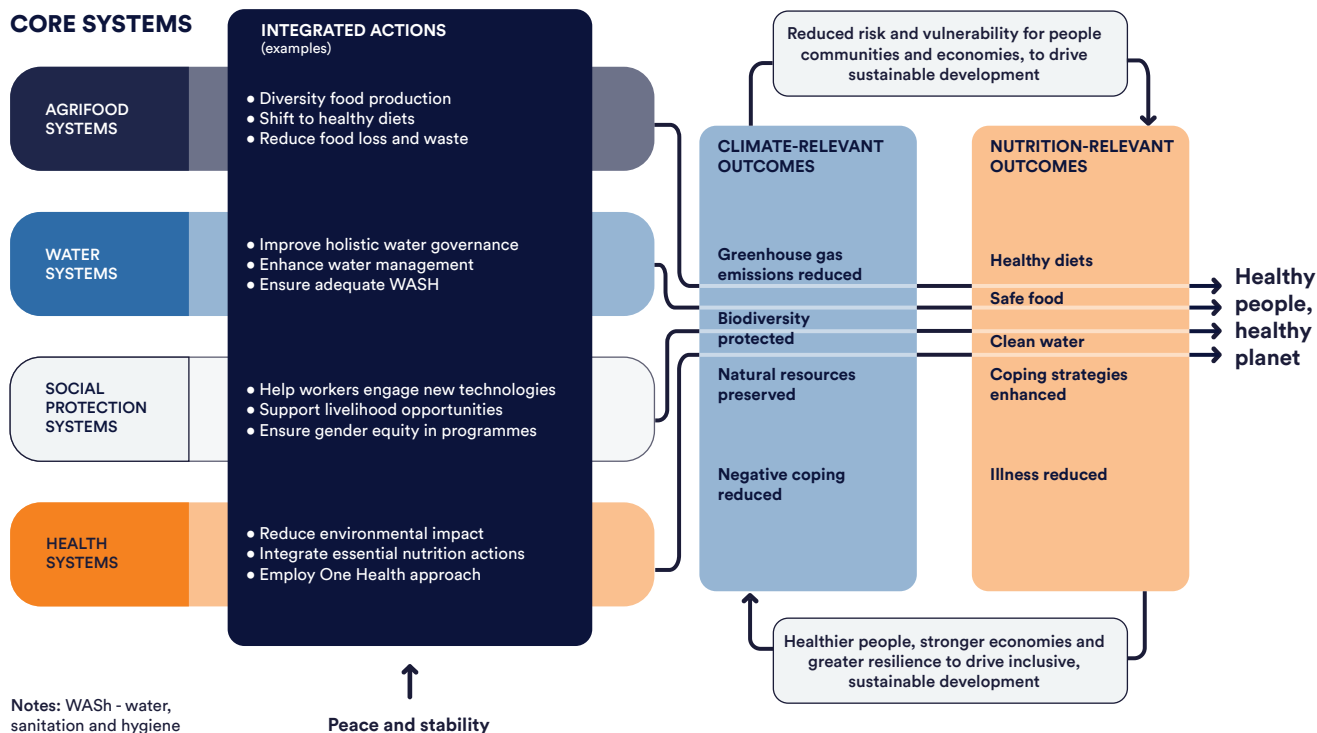 CORE SYSTEMS
INTEGRATED ACTIONS
(examples)
AGRIFOOD
SYSTEMS
● Diversity food production
● Shift to healthy diets
● Reduce food loss and waste
WATER
SYSTEMS
● Improve holistic water governance
● Enhance water management
● Ensure adequate WASH
SOCIAL
PROTECTION
SYSTEMS
● Help workers engage new technologies
● Support livelihood opportunities
● Ensure gender equity in programmes
HEALTH
SYSTEMS
● Reduce environmental impact
● Integrate essential nutrition actions
● Employ One Health approach
Peace and stability
Notes: WASh - water,
sanitation and hygiene
Reduced risk and vulnerability for people
communities and economies, to drive
sustainable development
CLIMATE-RELEVANT
OUTCOMES
Greenhouse gas
emissions reduced
Biodiversity
protected
Natural resources
preserved
Negative coping
reduced
NUTRITION-RELEVANT
OUTCOMES
Healthy diets
Safe food
Clean water
Coping strategies
enhanced
Illness reduced
Healthier people, stronger economies and
greater resilience to drive inclusive,
sustainable development
Healthy
people,
healthy
planet